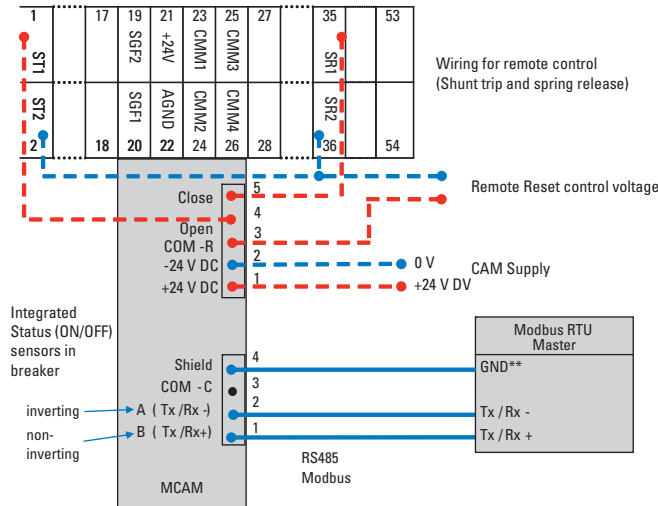 1 17 19 21 23 25 27 35 53
ST1 SGF2 +24V CMM1 CMM3 SR1
ST2 SGF1 AGND CMM2 CMM4 SR2
2 18 20 22 24 26 28 36 54
Wiring for remote control
(Shunt trip and spring release)
Remote Reset control voltage
Close 5
4
Open
COM -R 3
-24 V DC 2 0 V
+24 V DC 1 +24 V DV
CAM Supply
Integrated
Status (ON/OFF)
sensors in
breaker
Modbus RTU
Master
Shield 4 GND**
COM - C 3
inverting A ( Tx /Rx -) 2 Tx / Rx -
non-
inverting
B ( Tx /Rx+) 1 Tx / Rx +
RS485
Modbus
MCAM